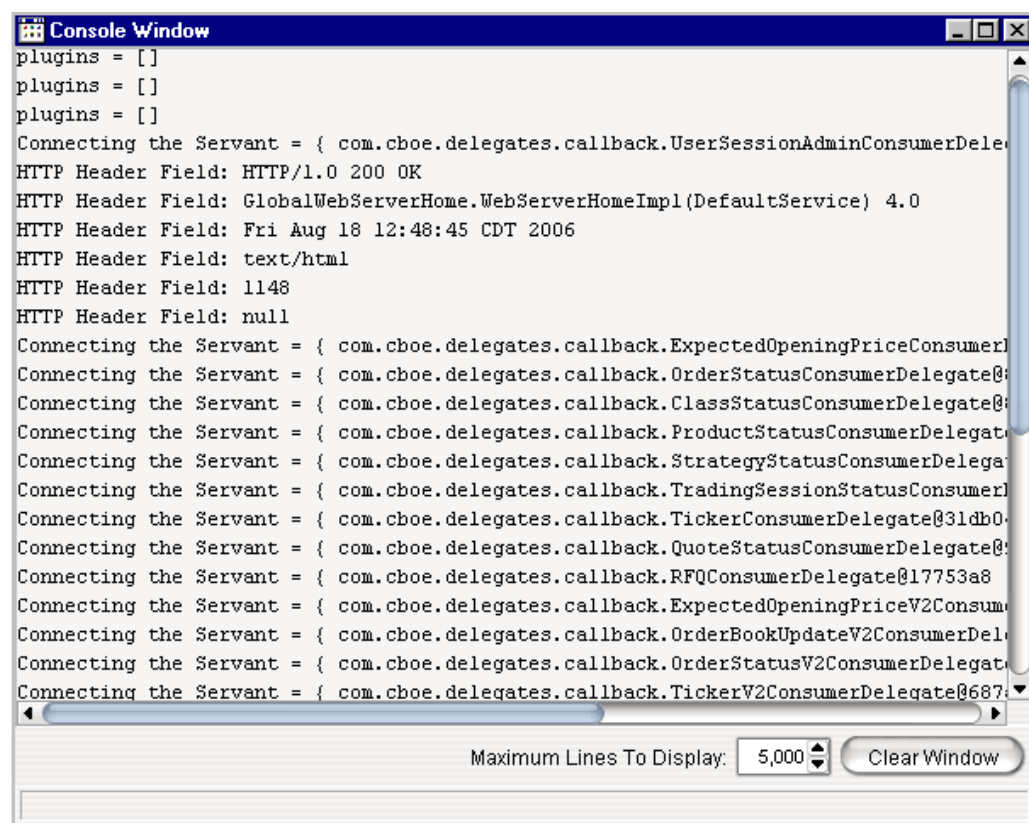 Console Window
plugins = []
plugins = []
plugins = []
Connecting the Servant = { com.cboe.delegates.callback.UserSessionAdminConsumerDele
HTTP Header Field: HTTP/1.0 200 OK
HTTP Header Field: GlobalWebServerHome.WebServerHomeImpl(DefaultService) 4.0
HTTP Header Field: Fri Aug 18 12:48:45 CDT 2006
HTTP Header Field: text/html
HTTP Header Field: 1148
HTTP Header Field: null
Connecting the Servant = { com.cboe.delegates.callback.ExpectedOpeningPriceConsumer
Connecting the Servant = { com.cboe.delegates.callback.OrderStatusConsumerDelegate@
Connecting the Servant = { com.cboe.delegates.callback.ClassStatusConsumerDelegate@
Connecting the Servant = { com.cboe.delegates.callback.ProductStatusConsumerDelegat
Connecting the Servant = { com.cboe.delegates.callback.StrategyStatusConsumerDelega
Connecting the Servant = { com.cboe.delegates.callback.TradingSessionStatusConsumer
Connecting the Servant = { com.cboe.delegates.callback.TickerConsumerDelegate@31db0
Connecting the Servant = { com.cboe.delegates.callback.QuoteStatusConsumerDelegate@
Connecting the Servant = { com.cboe.delegates.callback.RFQConsumerDelegate@17753a8
Connecting the Servant = { com.cboe.delegates.callback.ExpectedOpeningPriceV2Consum
Connecting the Servant = { com.cboe.delegates.callback.OrderBookUpdateV2ConsumerDel
Connecting the Servant = { com.cboe.delegates.callback.OrderStatusV2ConsumerDelegat
Connecting the Servant = { com.cboe.delegates.callback.TickerV2ConsumerDelegate@687
Maximum Lines To Display: 5,000 Clear Window